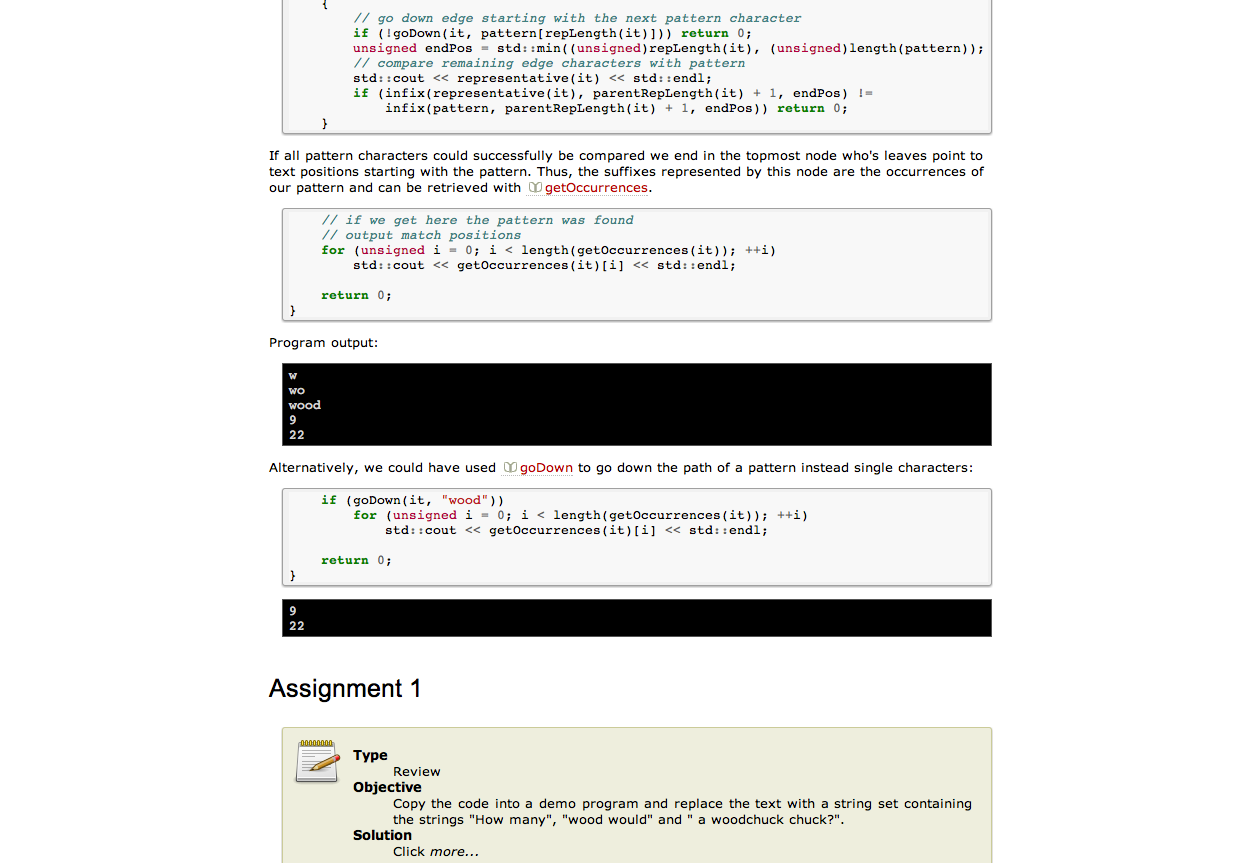 {
// go down edge starting with the next pattern character
if (!goDown(it, pattern[repLength(it)])) return 0;
unsigned endPos = std::min((unsigned)repLength(it), (unsigned)length(pattern));
// compare remaining edge characters with pattern
std::cout << representative(it) << std::endl;
if (infix(representative(it), parentRepLength(it) + 1, endPos) !=
infix(pattern, parentRepLength(it) + 1, endPos)) return 0;
}
If all pattern characters could successfully be compared we end in the topmost node who's leaves point to
text positions starting with the pattern. Thus, the suffixes represented by this node are the occurrences of
our pattern and can be retrieved with getOccurrences.
// if we get here the pattern was found
// output match positions
for (unsigned i = 0; i < length(getOccurrences(it)); ++i)
std::cout << getOccurrences(it)[i] << std::endl;
return 0;
}
Program output:
w
wo
wood
9
22
Alternatively, we could have used goDown to go down the path of a pattern instead single characters:
if (goDown(it, "wood"))
for (unsigned i = 0; i < length(getOccurrences(it)); ++i)
std::cout << getOccurrences(it)[i] << std::endl;
return 0;
}
9
22
Assignment 1
Type
Review
Objective
Copy the code into a demo program and replace the text with a string set containing
the strings "How many", "wood would" and " a woodchuck chuck?".
Solution
Click more...